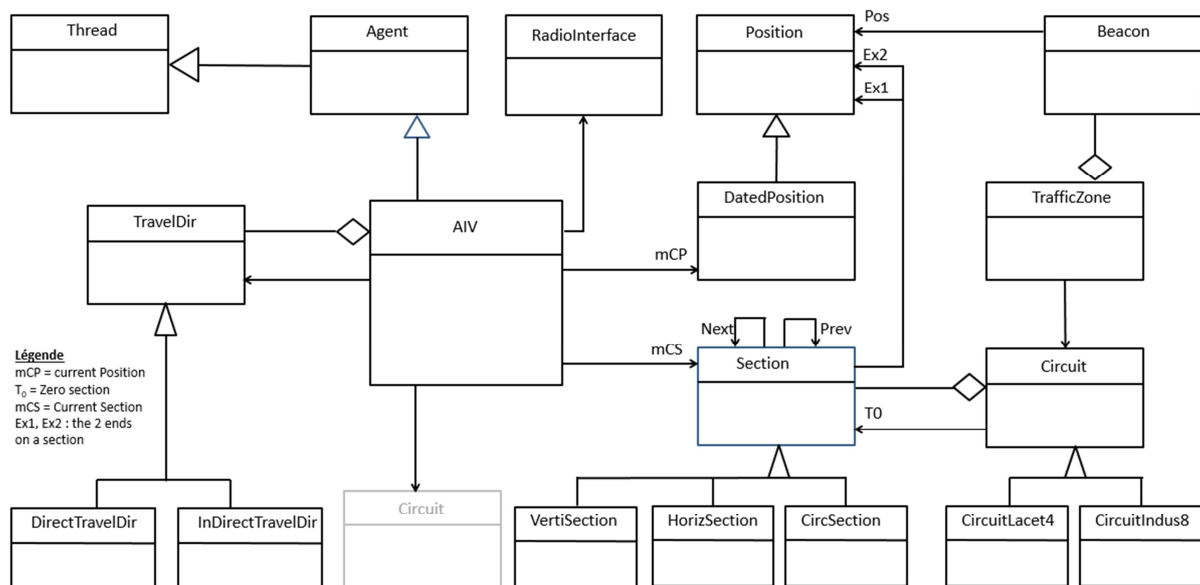 Thread
Agent
RadioInterface
Position
Pos
Beacon
Ex2
Ex1
TravelDir
AIV
DatedPosition
TrafficZone
mCP
Next
Prev
mCS
Section
Circuit
T0
Légende
mCP = current Position
T₀ = Zero section
mCS = Current Section
Ex1, Ex2 : the 2 ends
on a section
DirectTravelDir
InDirectTravelDir
Circuit
VertiSection
HorizSection
CircSection
CircuitLacet4
CircuitIndus8